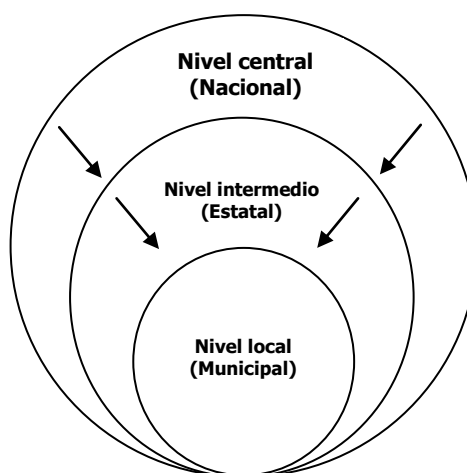 Nivel central
(Nacional)
Nivel intermedio
(Estatal)
Nivel local
(Municipal)